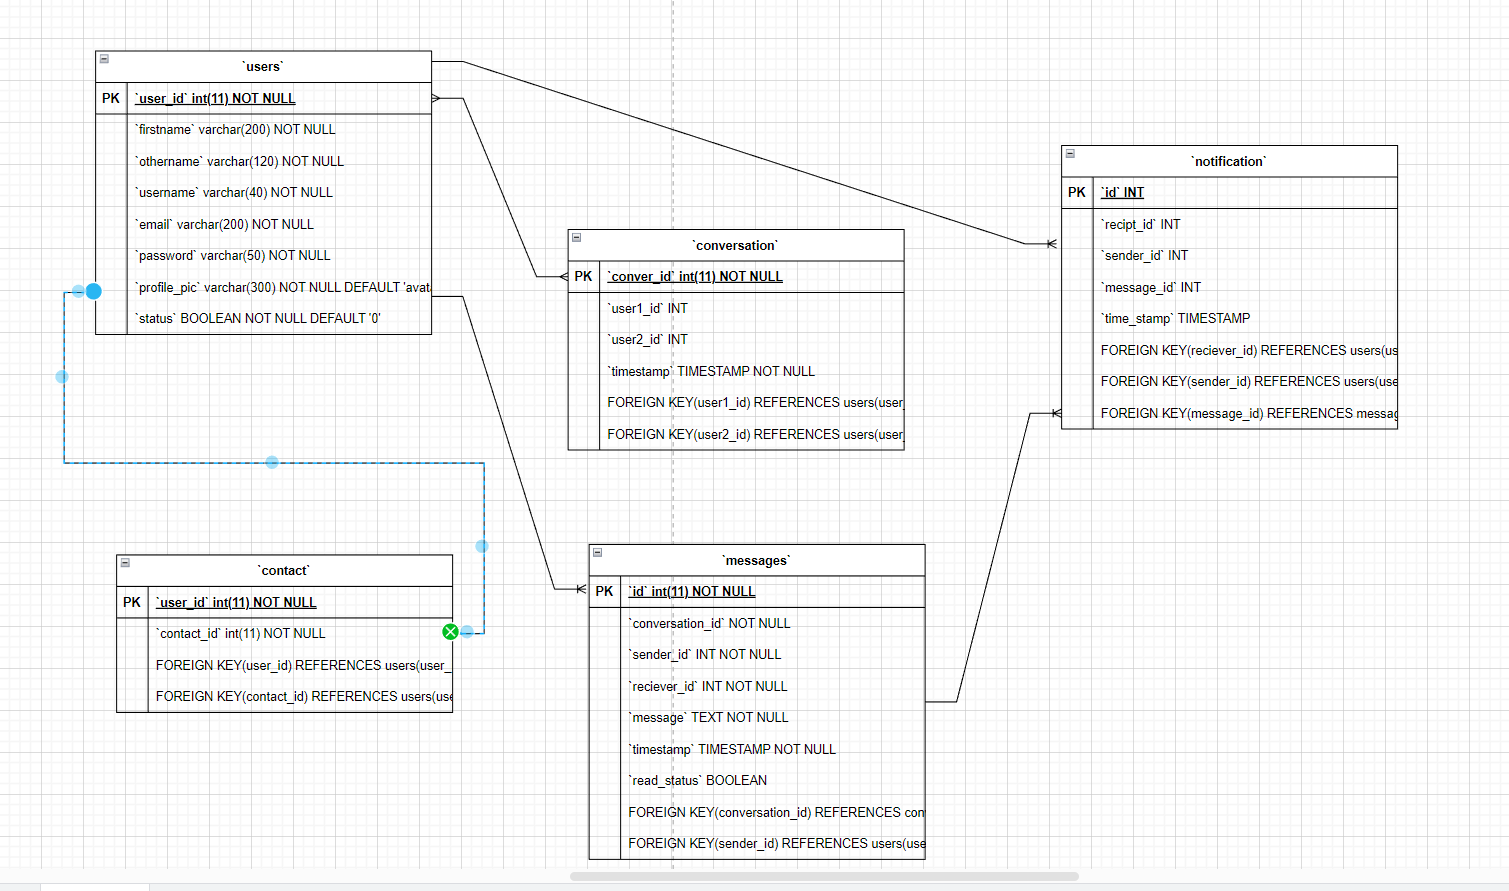 `users`
PK `user_id` int(11) NOT NULL
`firstname` varchar(200) NOT NULL
`othername` varchar(120) NOT NULL
`username` varchar(40) NOT NULL
`email` varchar(200) NOT NULL
`password` varchar(50) NOT NULL
`profile_pic` varchar(300) NOT NULL DEFAULT 'avat
`status` BOOLEAN NOT NULL DEFAULT '0'
`conversation`
PK `conver_id` int(11) NOT NULL
`user1_id` INT
`user2_id` INT
`timestamp` TIMESTAMP NOT NULL
FOREIGN KEY(user1_id) REFERENCES users(user_
FOREIGN KEY(user2_id) REFERENCES users(user_
`notification`
PK `id` INT
`recipt_id` INT
`sender_id` INT
`message_id` INT
`time_stamp` TIMESTAMP
FOREIGN KEY(reciever_id) REFERENCES users(us
FOREIGN KEY(sender_id) REFERENCES users(use
FOREIGN KEY(message_id) REFERENCES messag
`contact`
PK `user_id` int(11) NOT NULL
`contact_id` int(11) NOT NULL
FOREIGN KEY(user_id) REFERENCES users(user_
FOREIGN KEY(contact_id) REFERENCES users(use
`messages`
PK `id` int(11) NOT NULL
`conversation_id` NOT NULL
`sender_id` INT NOT NULL
`reciever_id` INT NOT NULL
`message` TEXT NOT NULL
`timestamp` TIMESTAMP NOT NULL
`read_status` BOOLEAN
FOREIGN KEY(conversation_id) REFERENCES con
FOREIGN KEY(sender_id) REFERENCES users(use